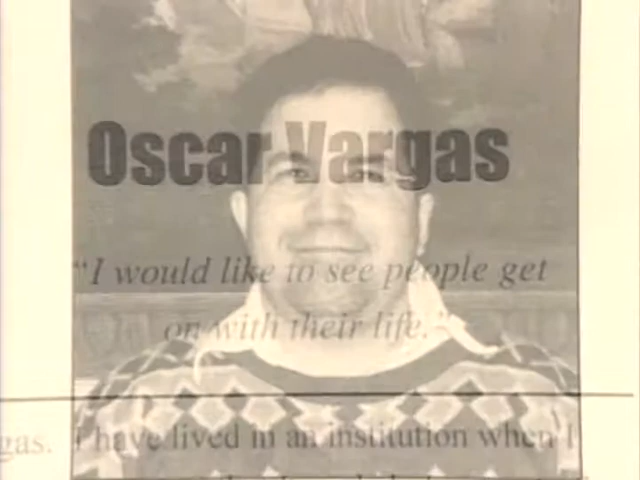 Oscar Vargas
"I would like to see people get
on with their life."
gas. I have lived in an institution when I